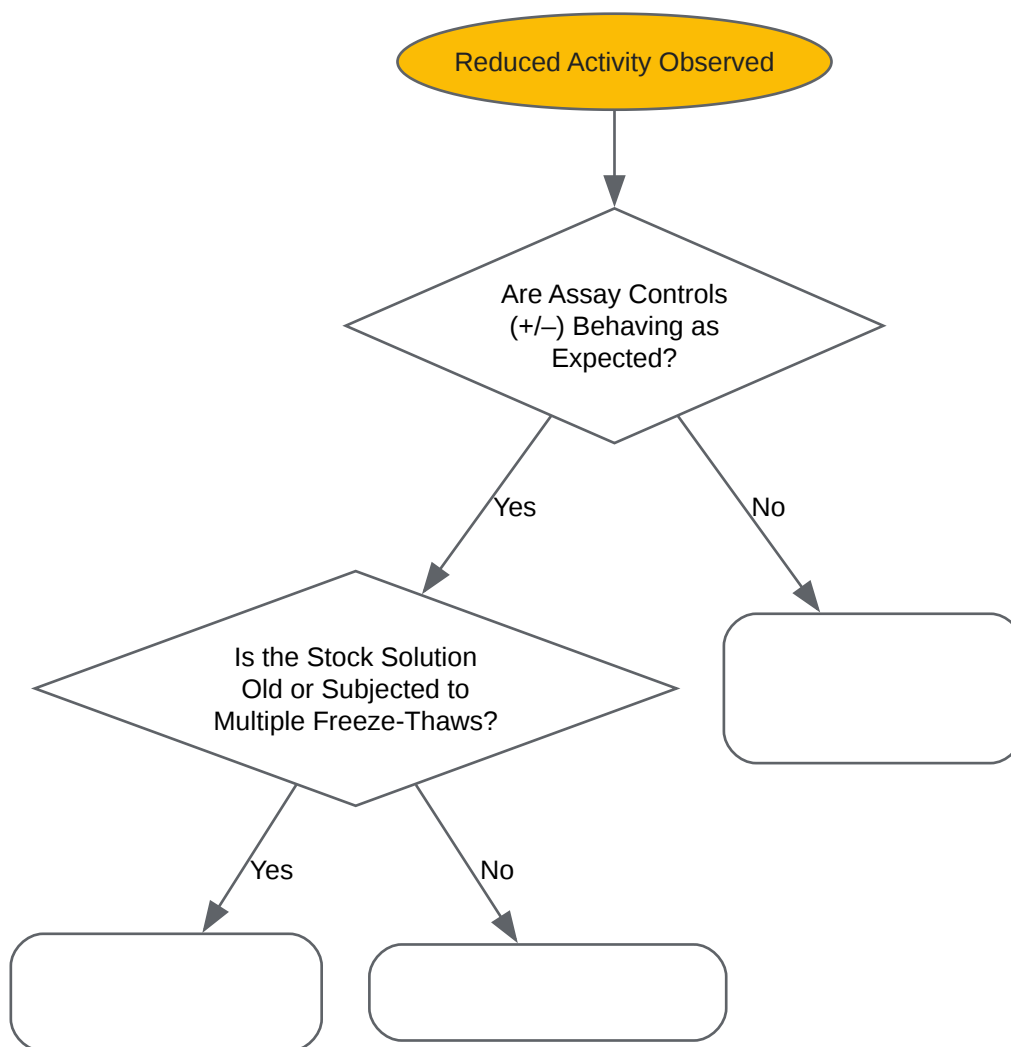 Reduced Activity Observed
Are Assay Controls
(+/–) Behaving as
Expected?
Yes
No
Is the Stock Solution
Old or Subjected to
Multiple Freeze-Thaws?
Yes
No